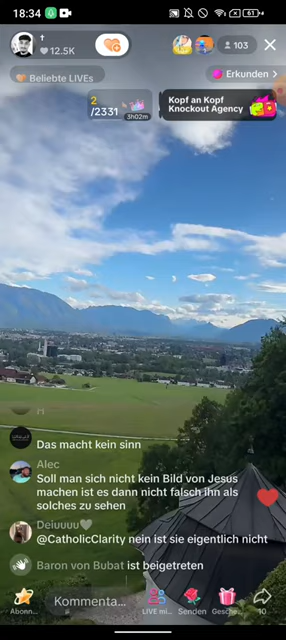 18:34
61
†
12.5K
103
Beliebte LIVEs
Erkunden >
2
/2331
3h02m
Kopf an Kopf
Knockout Agency
Das macht kein sinn
Alec
Soll man sich nicht kein Bild von Jesus
machen ist es dann nicht falsch ihn als
solches zu sehen
Deiuuuu🤍
@CatholicClarity nein ist sie eigentlich nicht
Baron von Bubat ist beigetreten
Abonn...
Kommenta...
LIVE mi...
Senden
Gesche...
10